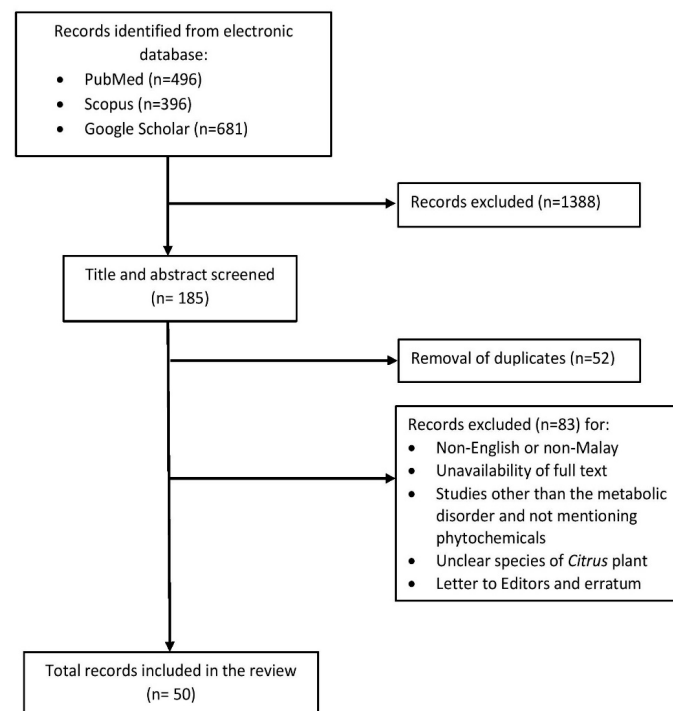 Records identified from electronic
database:
• PubMed (n=496)
• Scopus (n=396)
• Google Scholar (n=681)
Records excluded (n=1388)
Title and abstract screened
(n= 185)
Removal of duplicates (n=52)
Records excluded (n=83) for:
• Non-English or non-Malay
• Unavailability of full text
• Studies other than the metabolic
disorder and not mentioning
phytochemicals
• Unclear species of Citrus plant
• Letter to Editors and erratum
Total records included in the review
(n= 50)